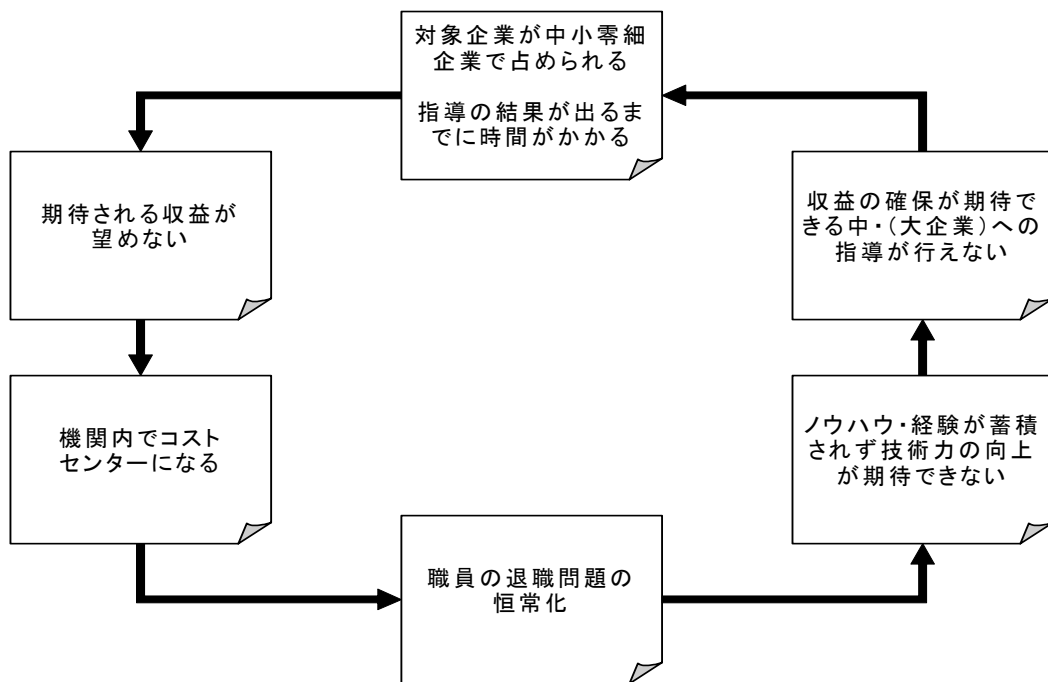 対象企業が中小零細
企業で占められる
指導の結果が出るま
でに時間がかかる
期待される収益が
望めない
収益の確保が期待で
きる中・(大企業)への
指導が行えない
機関内でコスト
センターになる
ノウハウ・経験が蓄積
されず技術力の向上
が期待できない
職員の退職問題の
恒常化